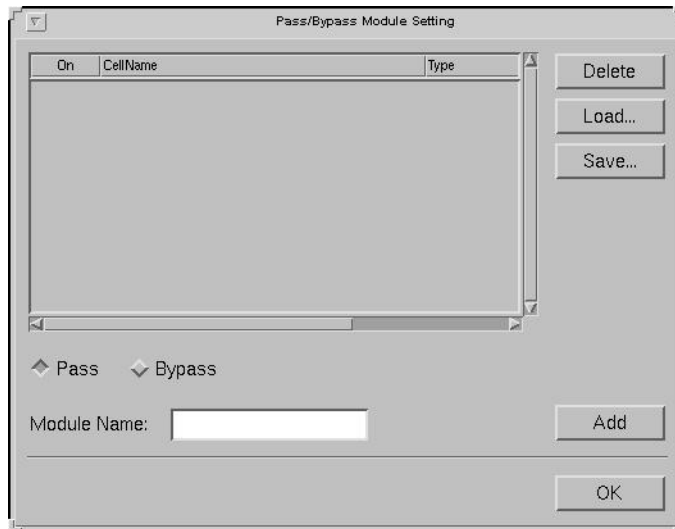 Pass/Bypass Module Setting
On CellName Type
Delete
Load...
Save...
Pass Bypass
Module Name:
Add
OK